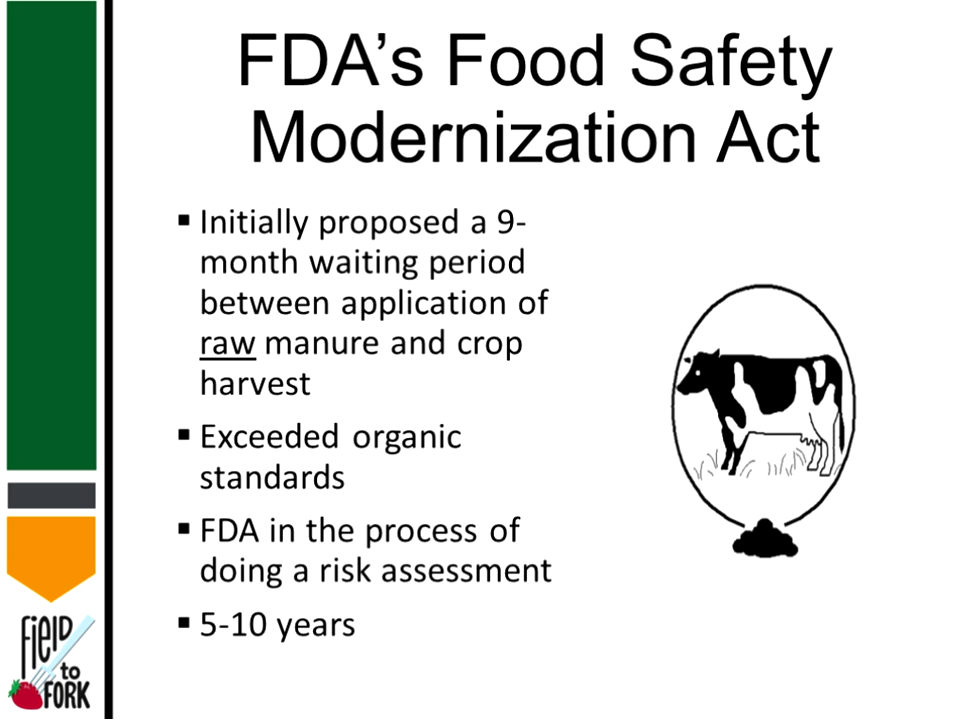 FDA’s Food Safety
Modernization Act
▪ Initially proposed a 9-
month waiting period
between application of
raw manure and crop
harvest
▪ Exceeded organic
standards
▪ FDA in the process of
doing a risk assessment
▪ 5-10 years
FiELD
to
FORK